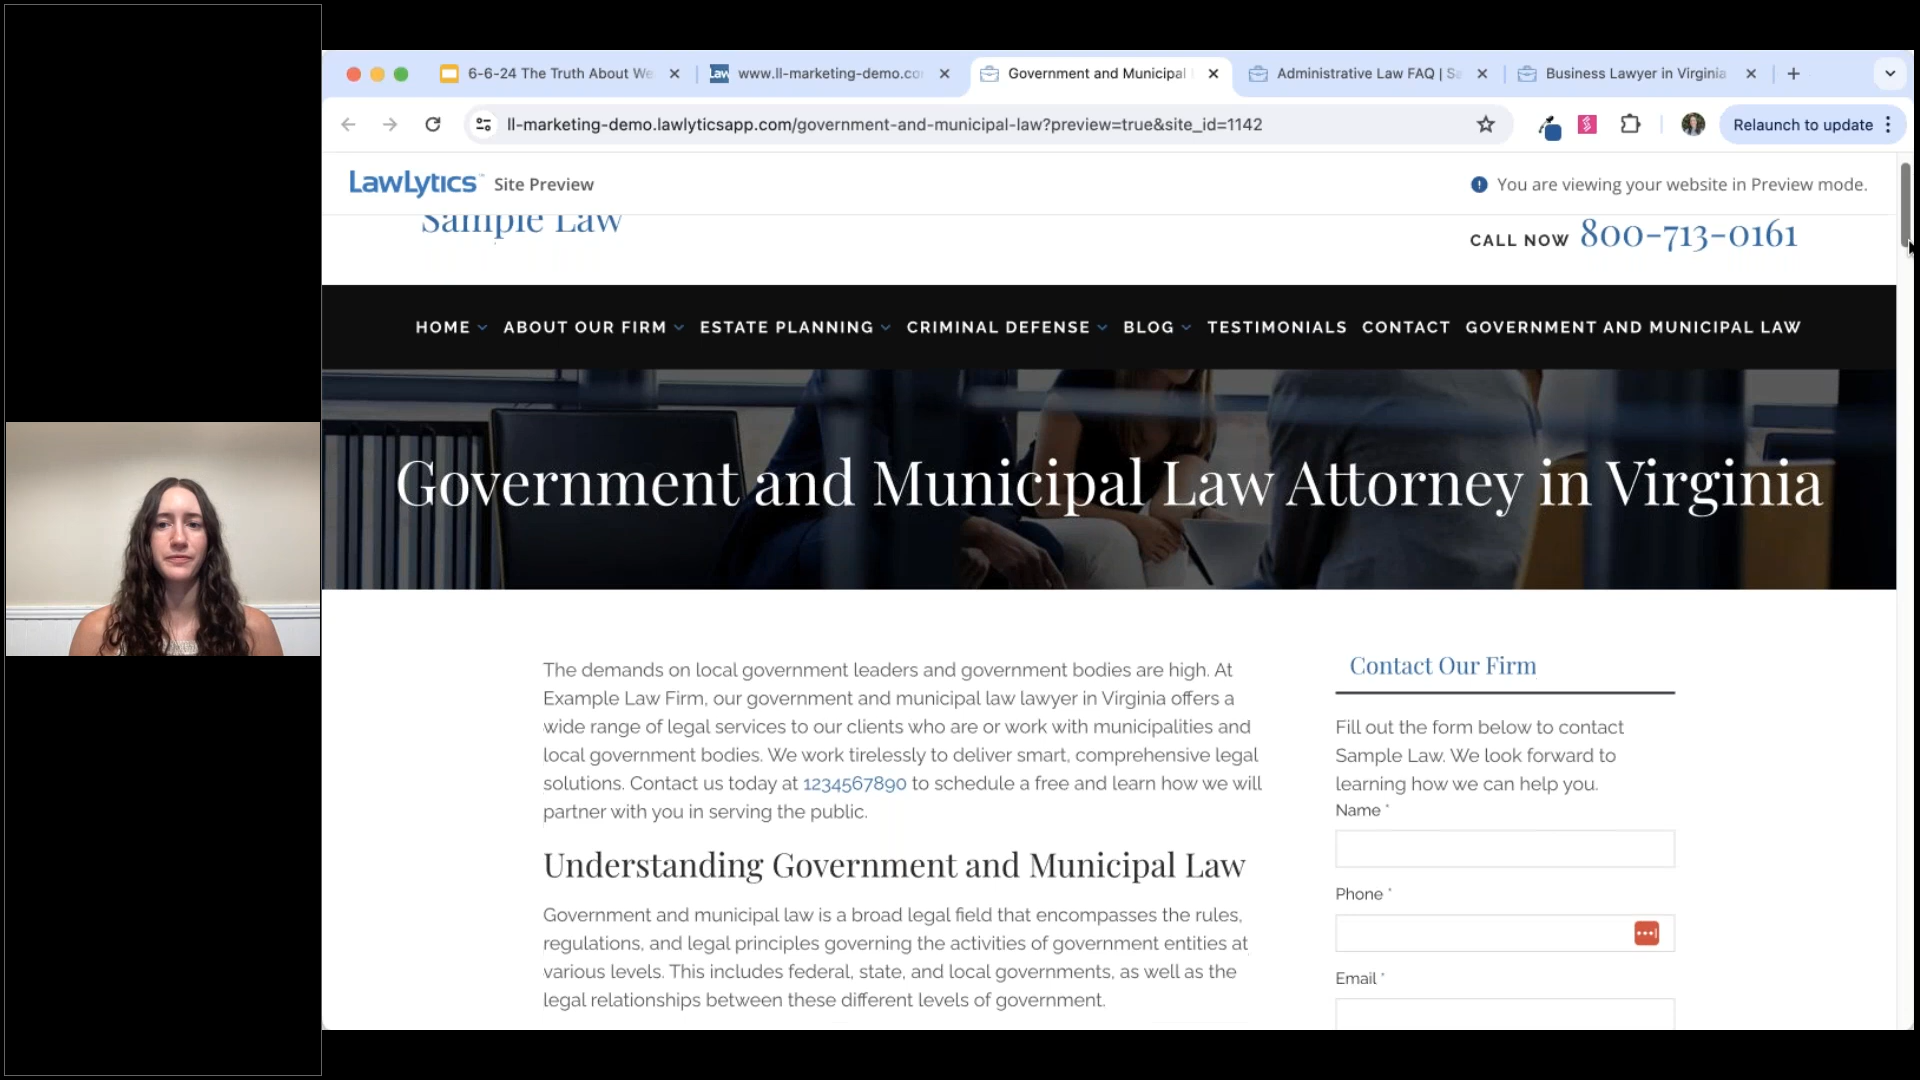 6-6-24 The Truth About We
www.ll-marketing-demo.co
Government and Municipal
Administrative Law FAQ | Sa
Business Lawyer in Virginia
ll-marketing-demo.lawlyticsapp.com/government-and-municipal-law?preview=true&site_id=1142
Relaunch to update
LawLytics™ Site Preview
You are viewing your website in Preview mode.
Sample Law
CALL NOW 800-713-0161
HOME ABOUT OUR FIRM ESTATE PLANNING CRIMINAL DEFENSE BLOG TESTIMONIALS CONTACT GOVERNMENT AND MUNICIPAL LAW
Government and Municipal Law Attorney in Virginia
The demands on local government leaders and government bodies are high. At
Example Law Firm, our government and municipal law lawyer in Virginia offers a
wide range of legal services to our clients who are or work with municipalities and
local government bodies. We work tirelessly to deliver smart, comprehensive legal
solutions. Contact us today at 1234567890 to schedule a free and learn how we will
partner with you in serving the public.
Understanding Government and Municipal Law
Government and municipal law is a broad legal field that encompasses the rules,
regulations, and legal principles governing the activities of government entities at
various levels. This includes federal, state, and local governments, as well as the
legal relationships between these different levels of government.
Contact Our Firm
Fill out the form below to contact
Sample Law. We look forward to
learning how we can help you.
Name *
Phone *
Email *